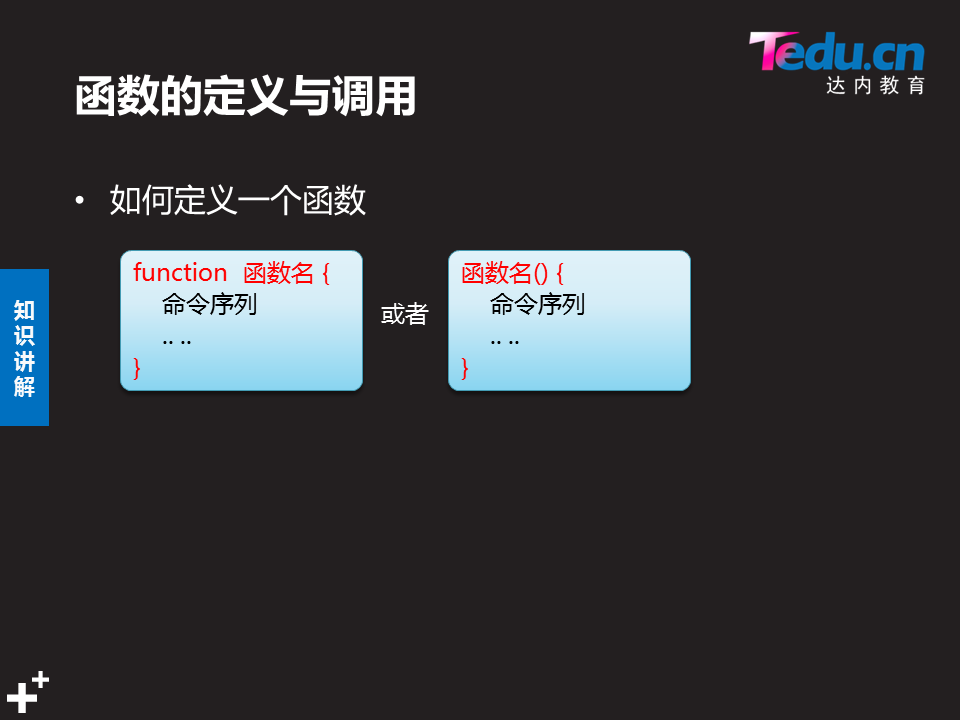 Tedu.cn
达内教育
函数的定义与调用
• 如何定义一个函数
function 函数名 {
命令序列
.. ..
}
或者
函数名() {
命令序列
.. ..
}
知识讲解